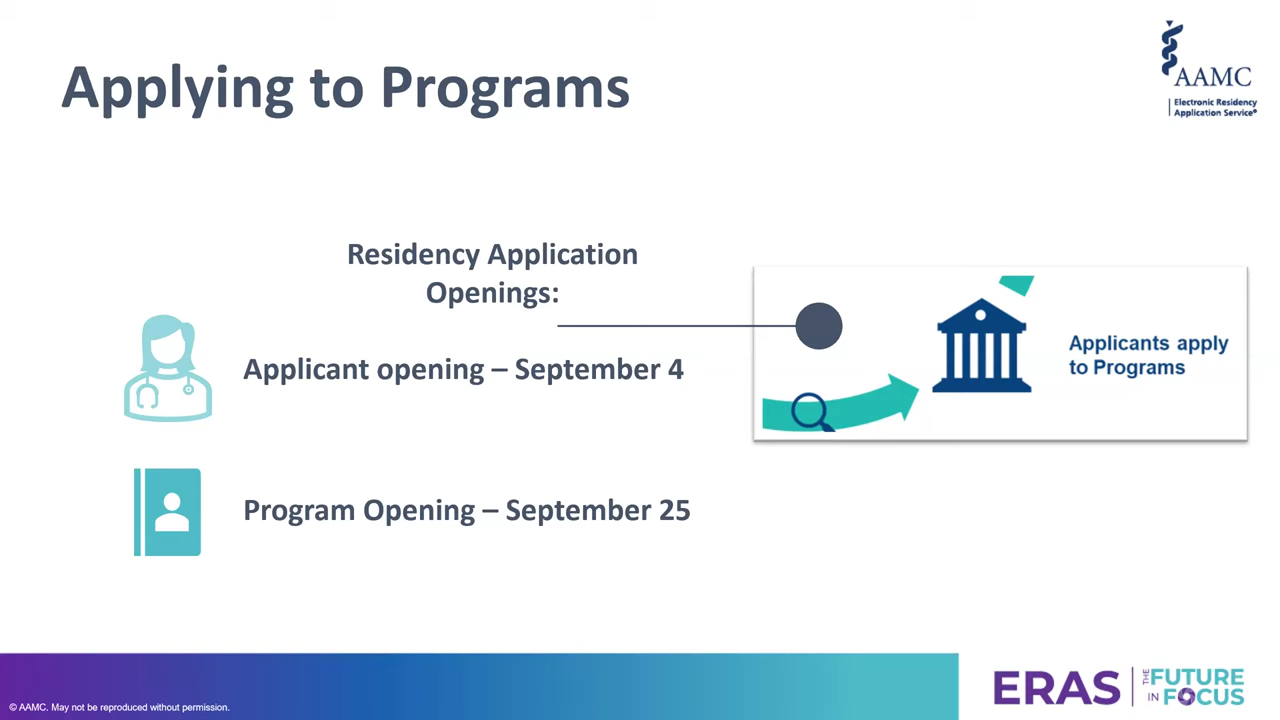 Applying to Programs
AAMC
Electronic Residency
Application Service®
Residency Application
Openings:
Applicant opening – September 4
Applicants apply
to Programs
Program Opening – September 25
© AAMC. May not be reproduced without permission.
ERAS
THE FUTURE
IN FOCUS